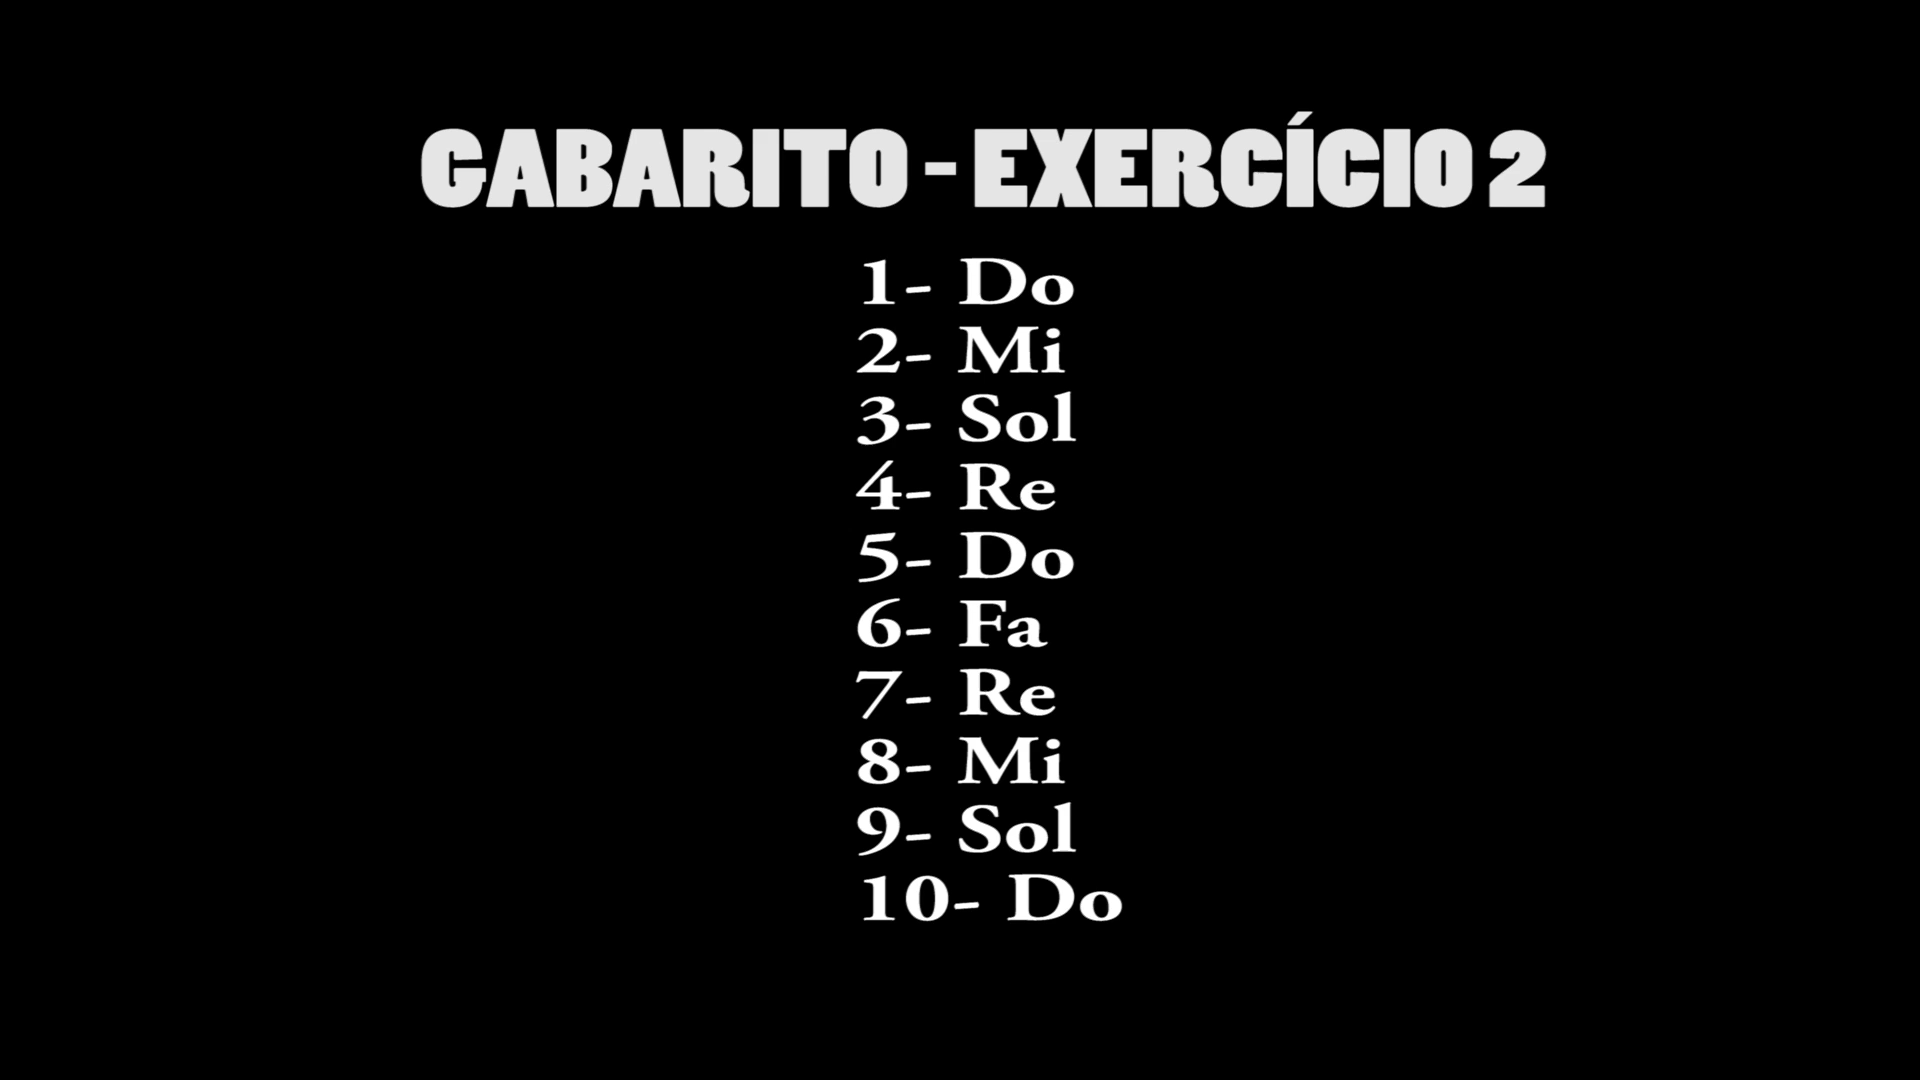 GABARITO - EXERCÍCIO 2
1- Do
2- Mi
3- Sol
4- Re
5- Do
6- Fa
7- Re
8- Mi
9- Sol
10- Do